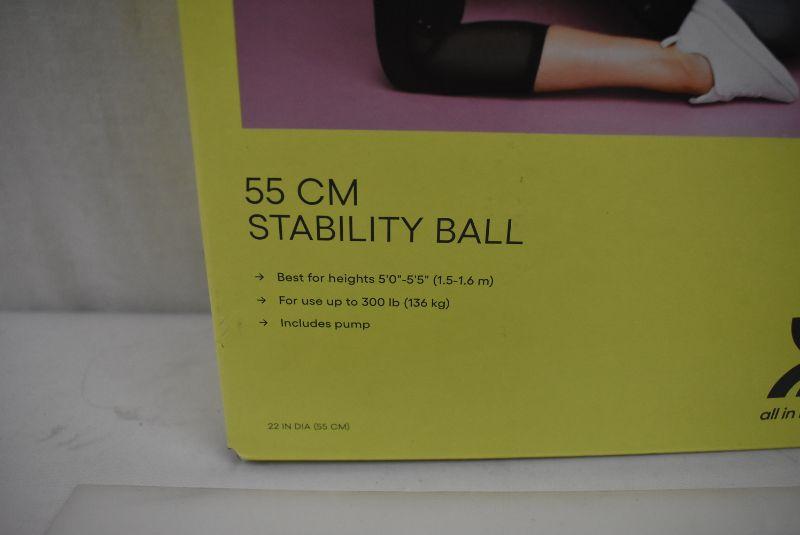 55 CM
STABILITY BALL
→ Best for heights 5'0"-5'5" (1.5-1.6 m)
→ For use up to 300 lb (136 kg)
→ Includes pump
22 IN DIA (55 CM)
all in